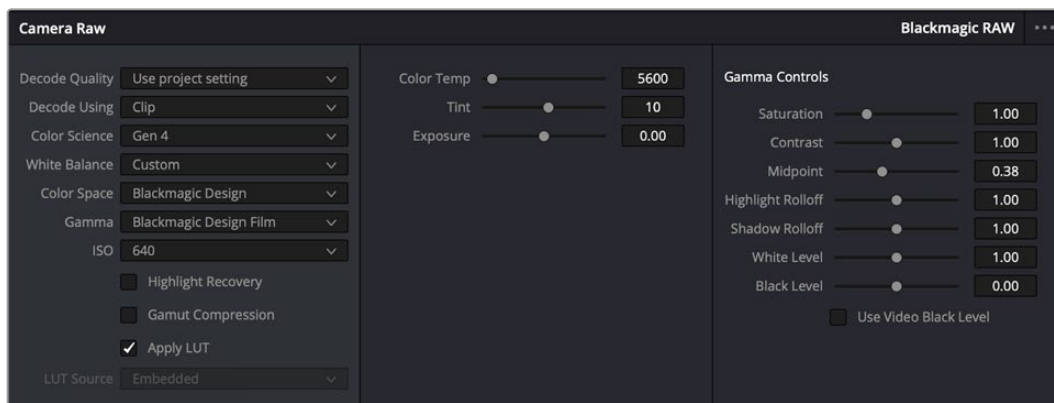 Camera Raw
Blackmagic RAW
Decode Quality Use project setting
Decode Using Clip
Color Science Gen 4
White Balance Custom
Color Space Blackmagic Design
Gamma Blackmagic Design Film
ISO 640
Highlight Recovery
Gamut Compression
Apply LUT
LUT Source Embedded
Color Temp 5600
Tint 10
Exposure 0.00
Gamma Controls
Saturation 1.00
Contrast 1.00
Midpoint 0.38
Highlight Rolloff 1.00
Shadow Rolloff 1.00
White Level 1.00
Black Level 0.00
Use Video Black Level